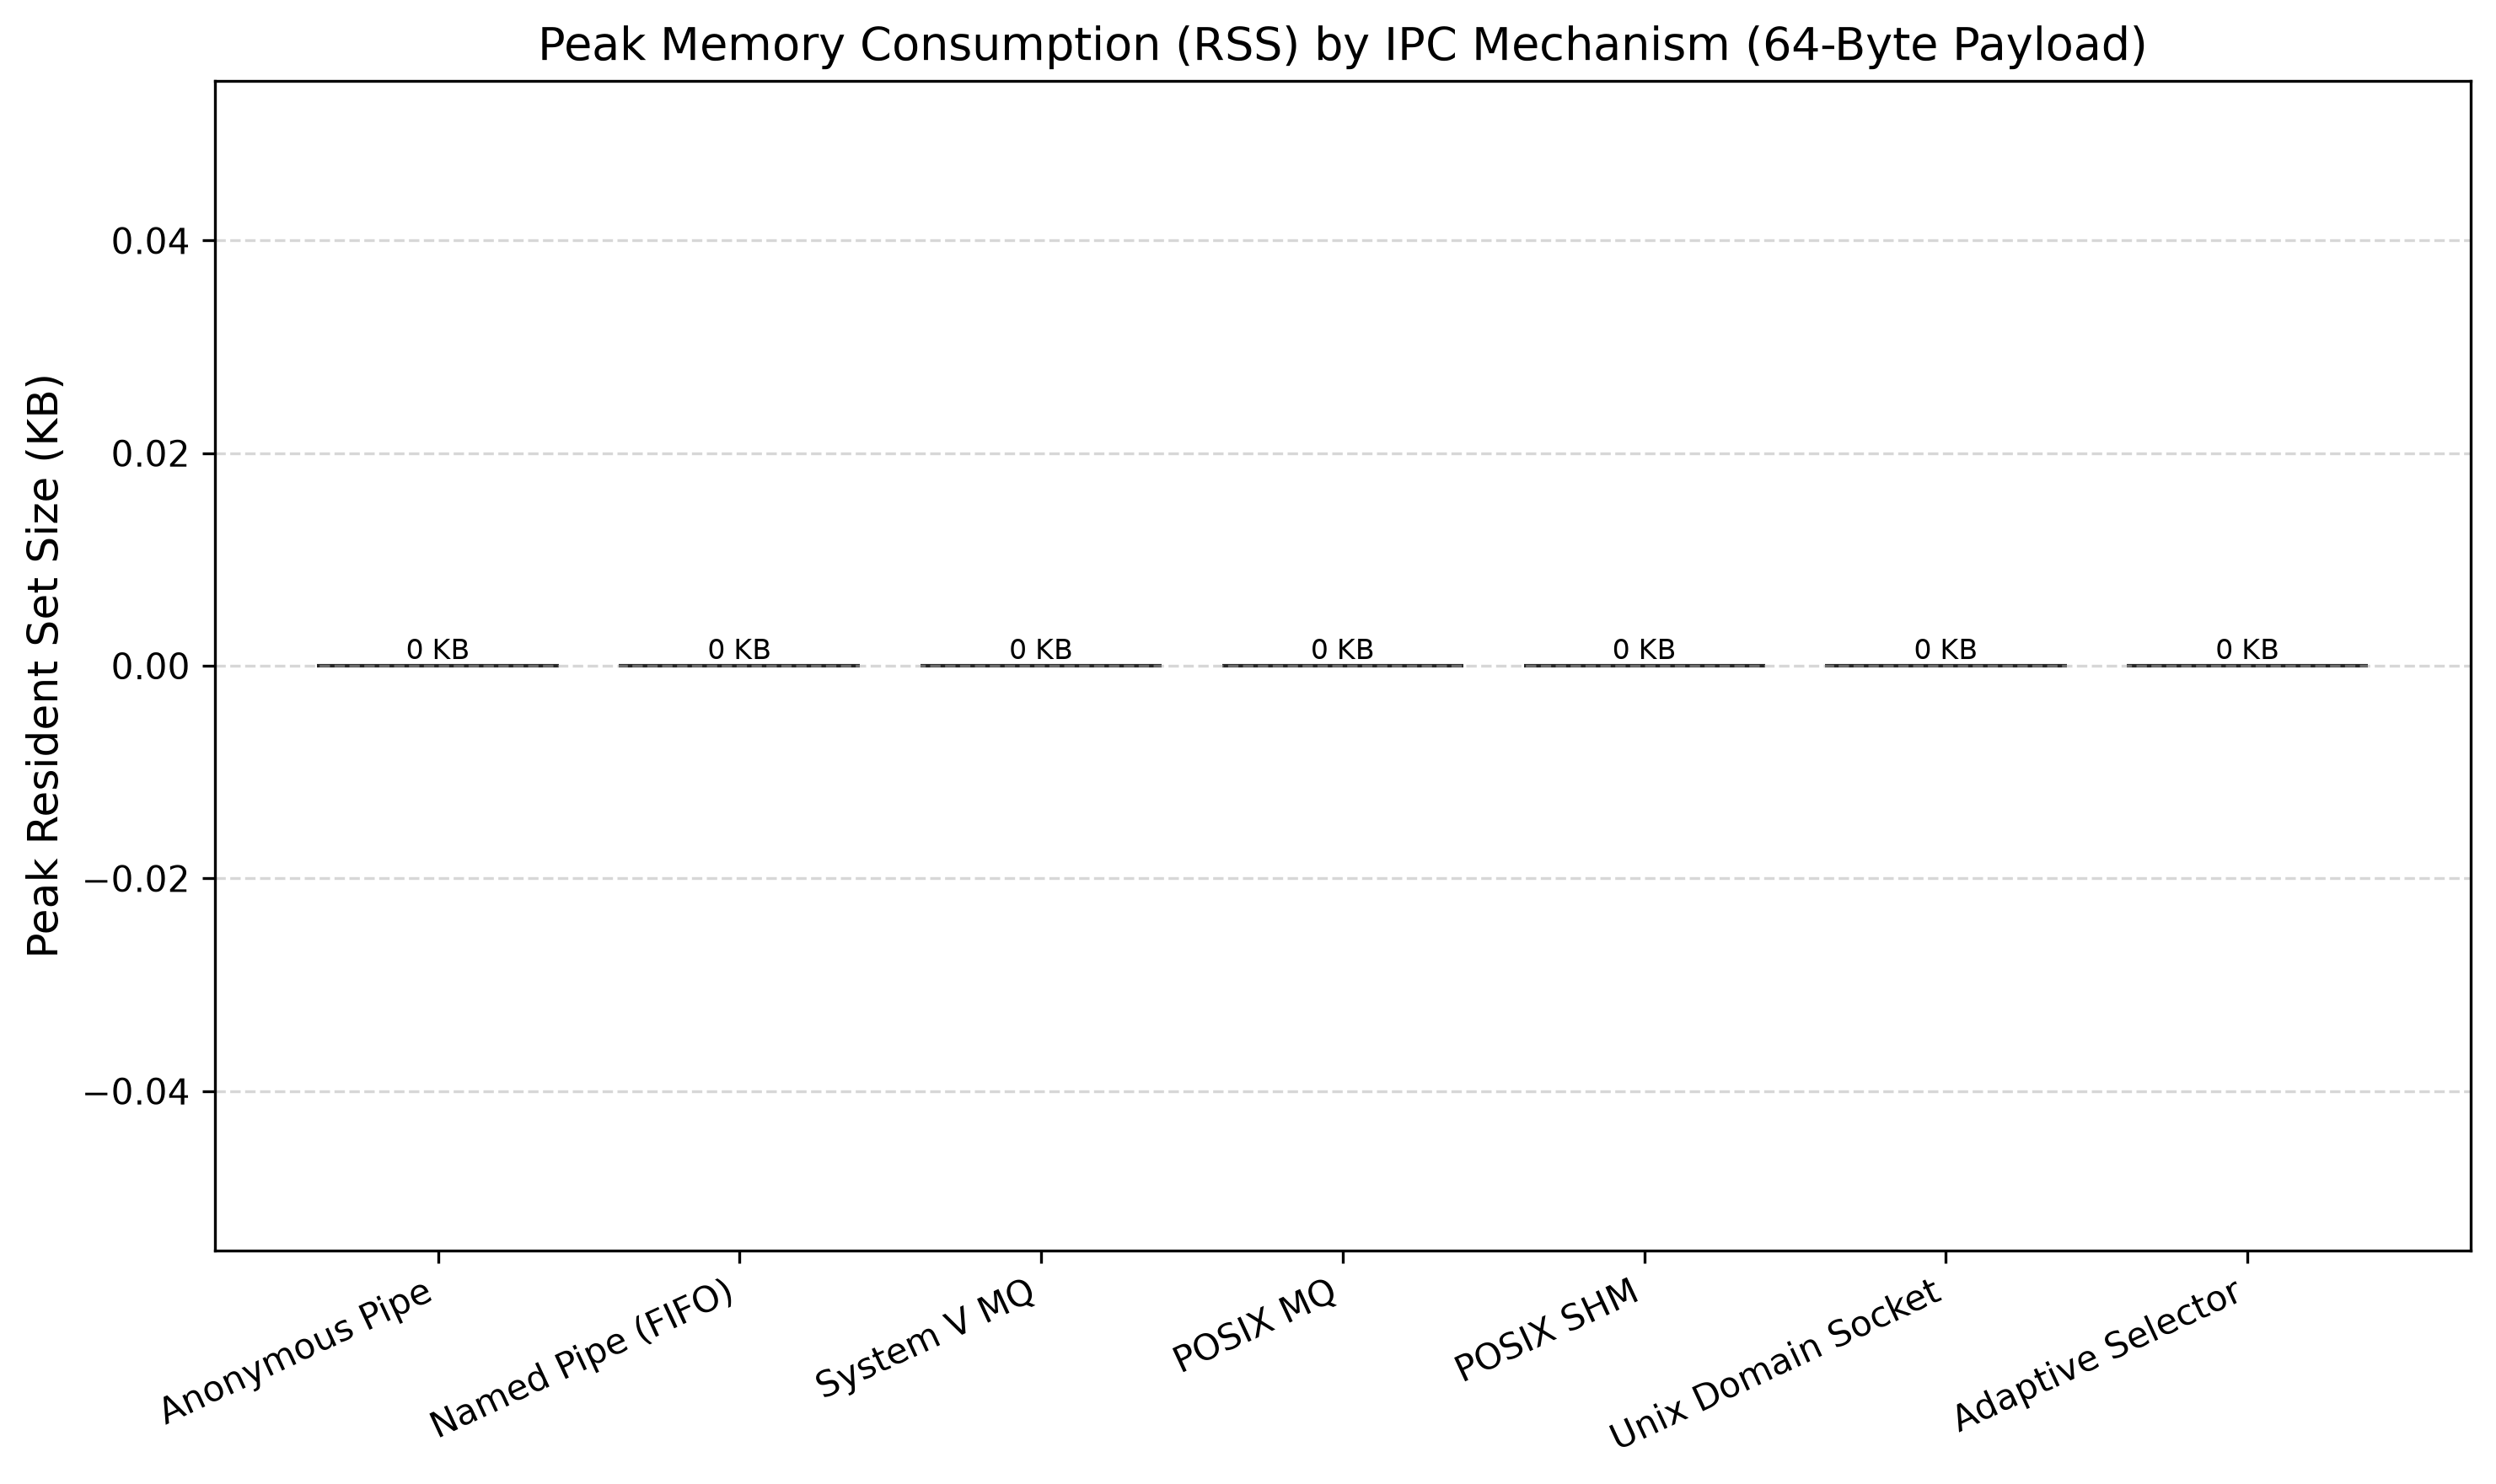 Peak Memory Consumption (RSS) by IPC Mechanism (64-Byte Payload)
Peak Resident Set Size (KB)
0.04
0.02
0.00
−0.02
−0.04
0 KB
0 KB
0 KB
0 KB
0 KB
0 KB
0 KB
Anonymous Pipe
Named Pipe (FIFO)
System V MQ
POSIX MQ
POSIX SHM
Unix Domain Socket
Adaptive Selector